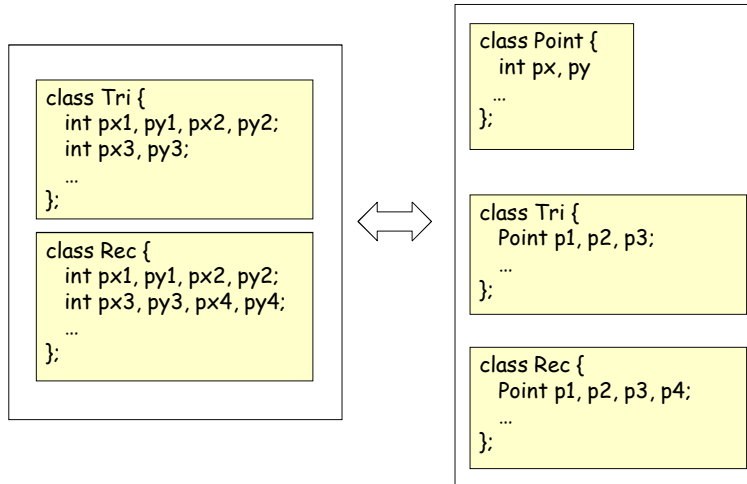 class Tri {
int px1, py1, px2, py2;
int px3, py3;
…
};
class Rec {
int px1, py1, px2, py2;
int px3, py3, px4, py4;
…
};
class Point {
int px, py
…
};
class Tri {
Point p1, p2, p3;
…
};
class Rec {
Point p1, p2, p3, p4;
…
};